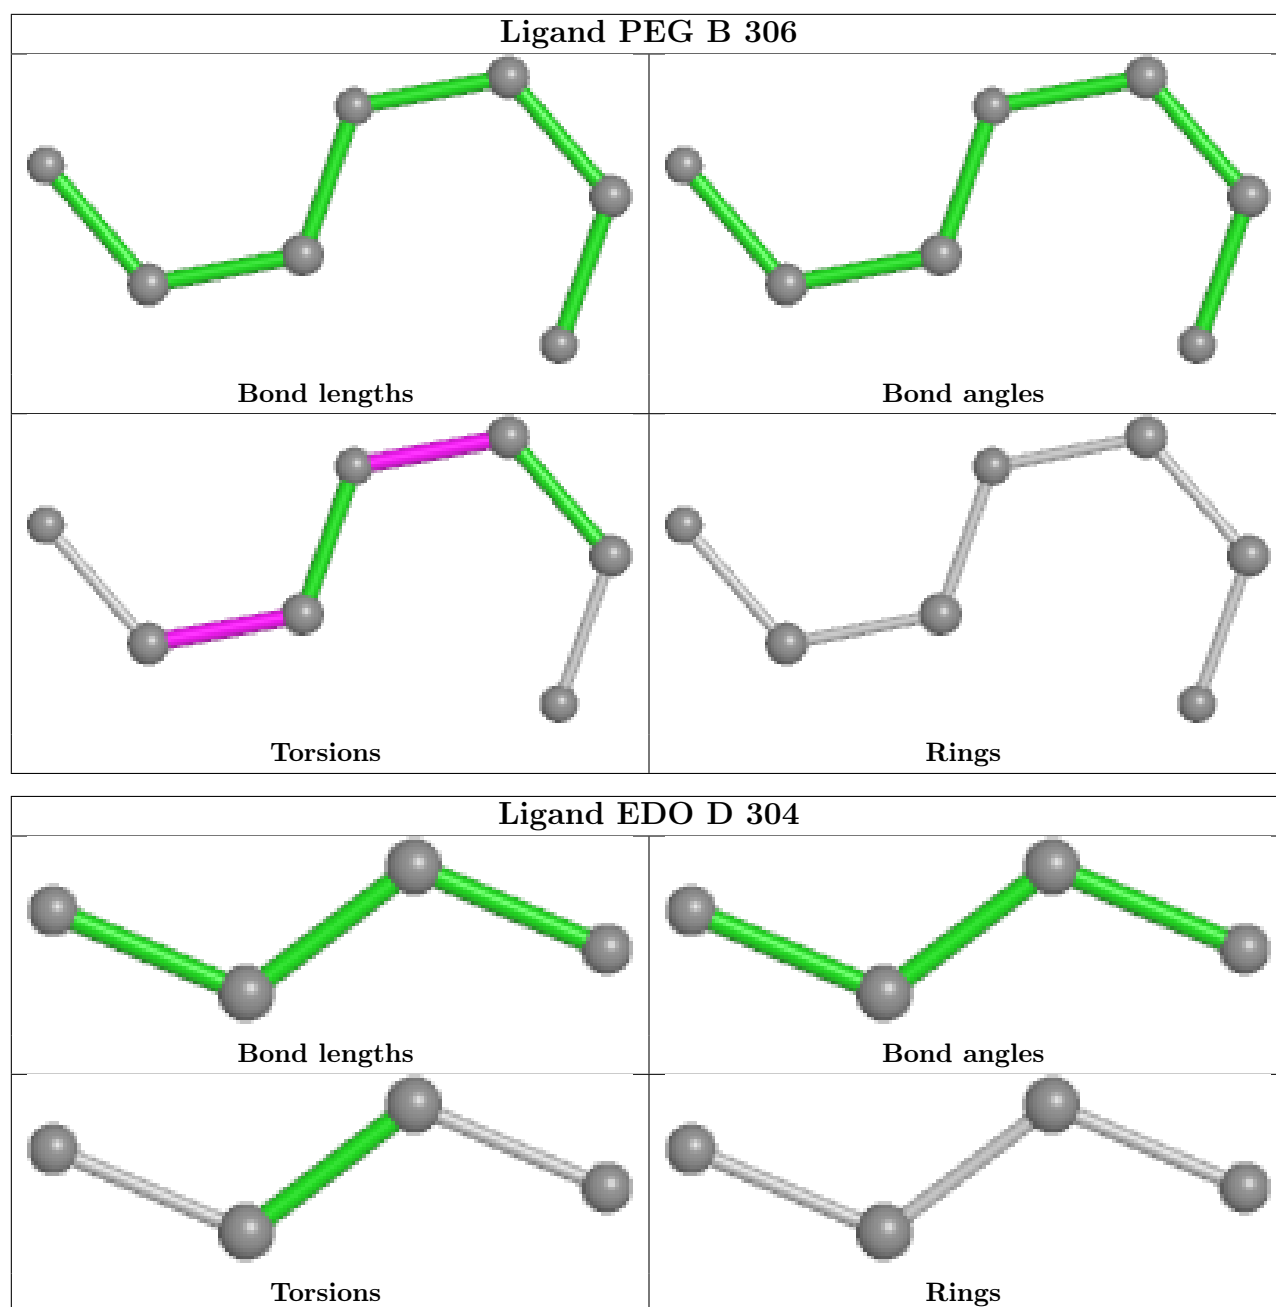 Ligand PEG B 306
Bond lengths
Bond angles
Torsions
Rings
Ligand EDO D 304
Bond lengths
Bond angles
Torsions
Rings